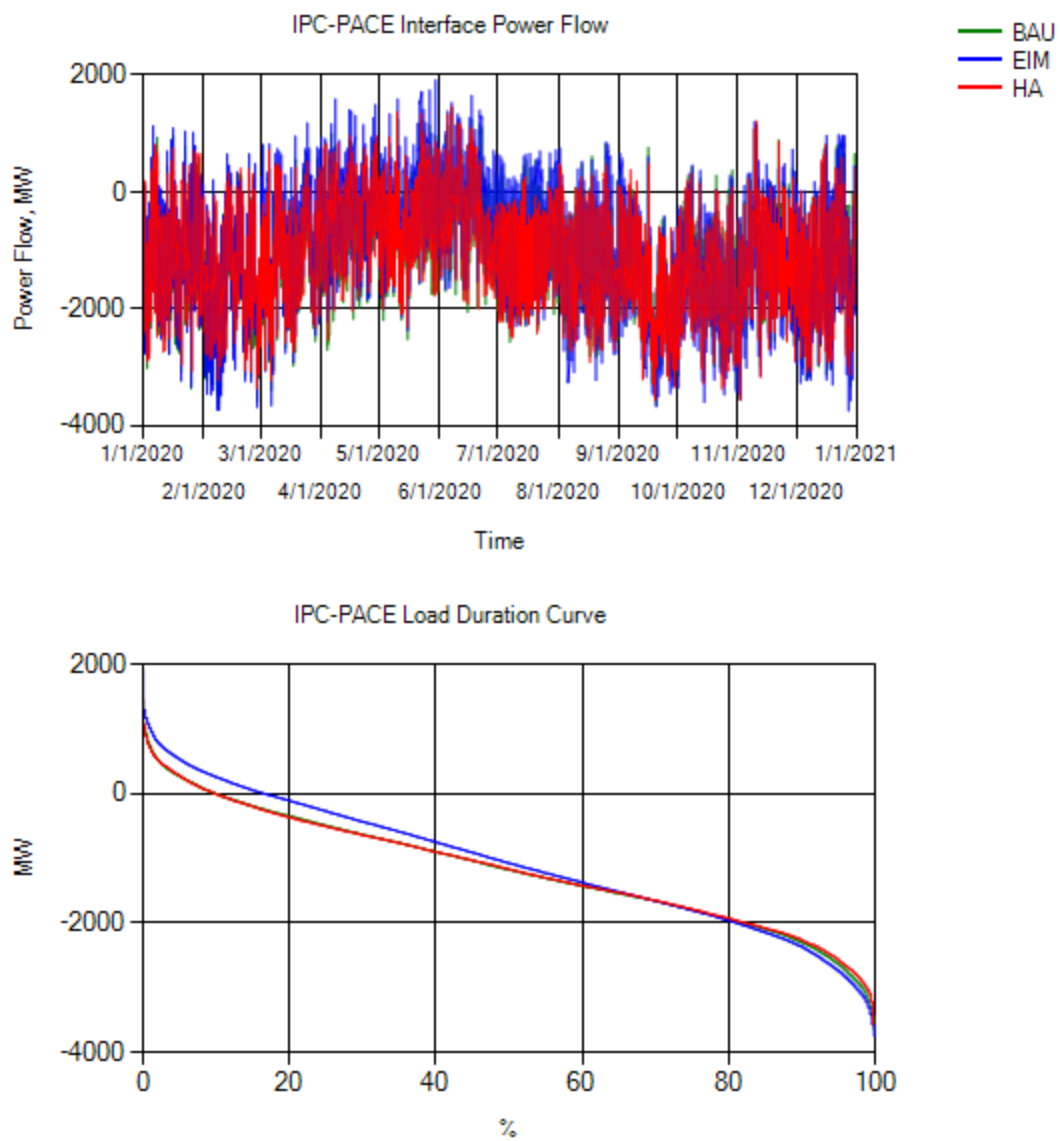 IPC-PACE Interface Power Flow
BAU
EIM
HA
Power Flow, MW
2000
0
-2000
-4000
1/1/2020 3/1/2020 5/1/2020 7/1/2020 9/1/2020 11/1/2020 1/1/2021
2/1/2020 4/1/2020 6/1/2020 8/1/2020 10/1/2020 12/1/2020
Time
IPC-PACE Load Duration Curve
MW
2000
0
-2000
-4000
0 20 40 60 80 100
%